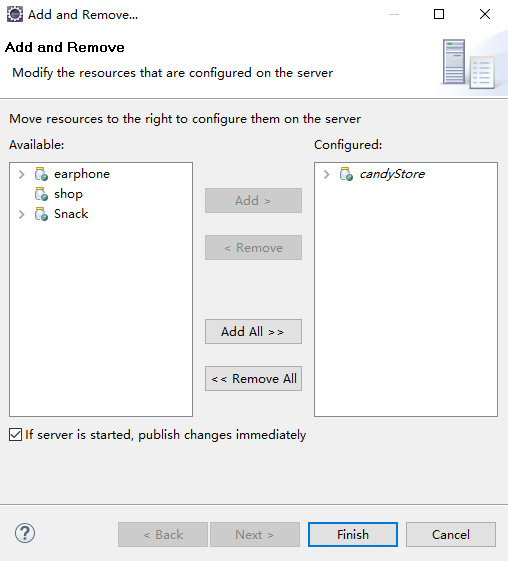 Add and Remove...
Add and Remove
Modify the resources that are configured on the server
Move resources to the right to configure them on the server
Available:
Configured:
earphone
shop
Snack
Add >
< Remove
Add All >>
<< Remove All
candyStore
If server is started, publish changes immediately
?
< Back
Next >
Finish
Cancel